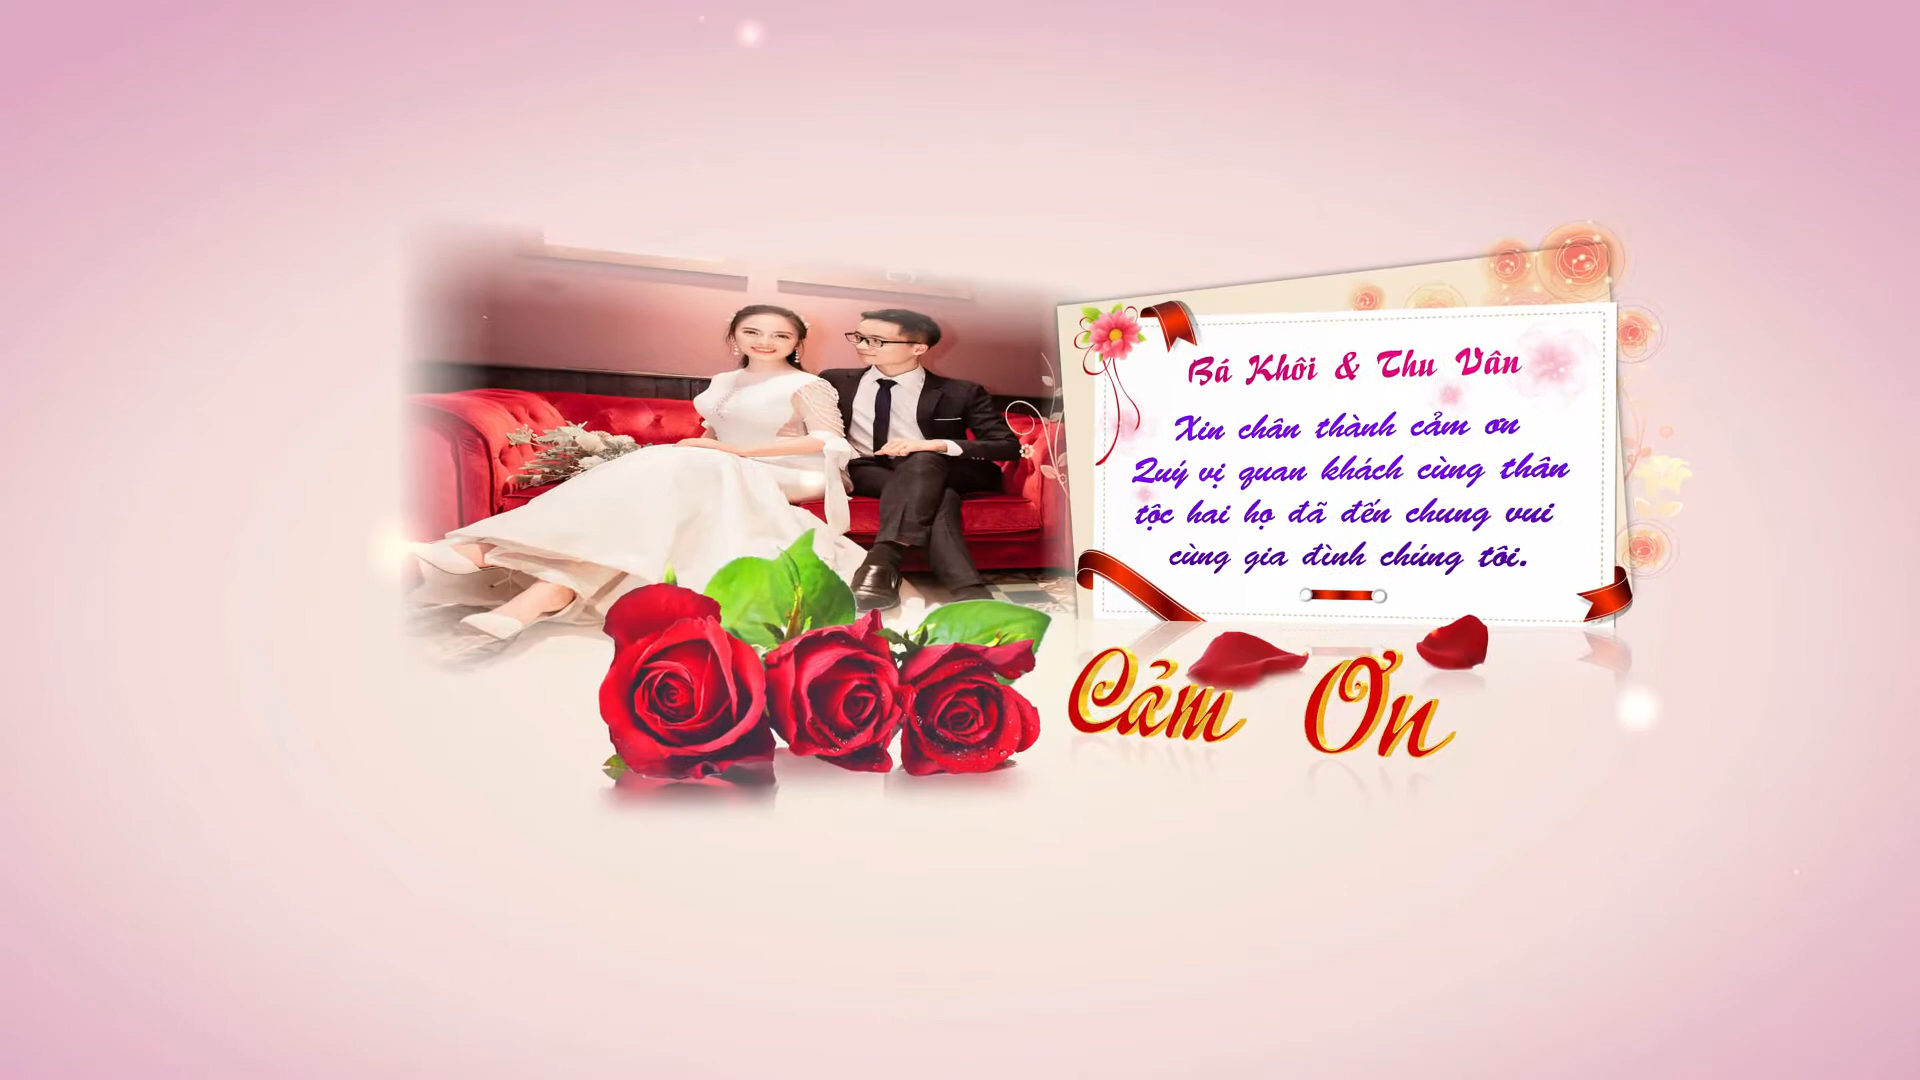 Bá Khôi & Thu Vân
Xin chân thành cảm ơn
Quý vị quan khách cùng thân
tộc hai họ đã đến chung vui
cùng gia đình chúng tôi.
Cảm Ơn